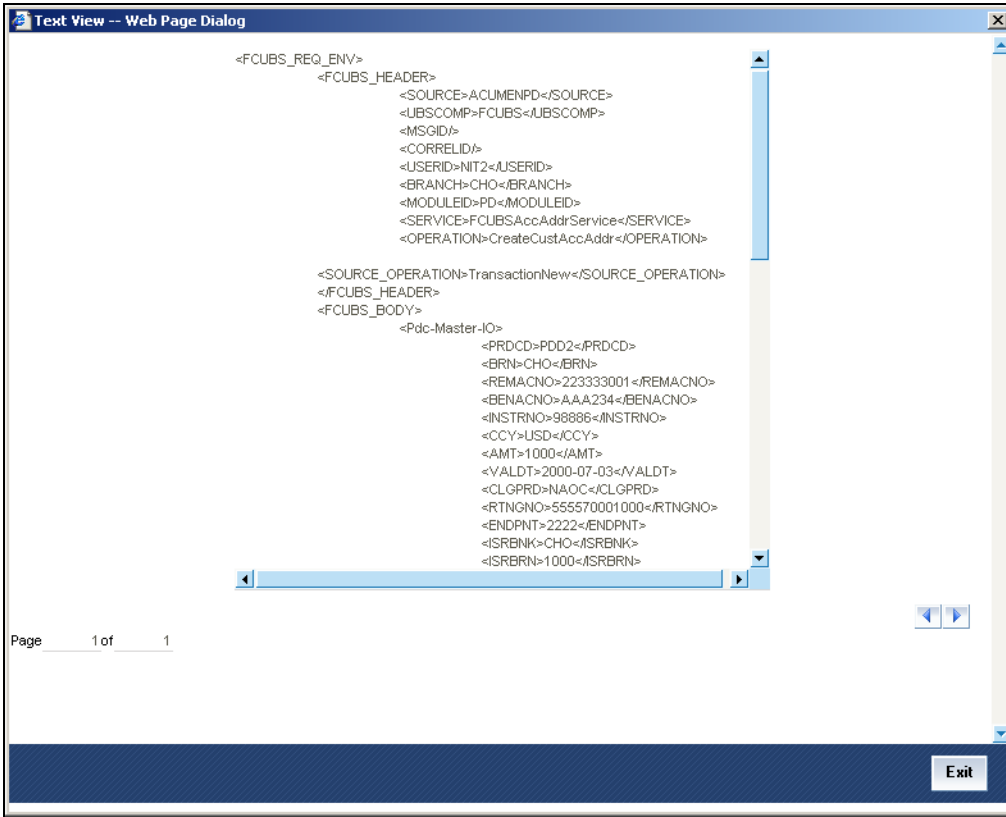 Text View -- Web Page Dialog
<FCUBS_REQ_ENV>
<FCUBS_HEADER>
<SOURCE>ACUMENPD</SOURCE>
<UBSCOMP>FCUBS</UBSCOMP>
<MSGID/>
<CORRELID/>
<USERID>NIT2</USERID>
<BRANCH>CHO</BRANCH>
<MODULEID>PD</MODULEID>
<SERVICE>FCUBSAccAddrService</SERVICE>
<OPERATION>CreateCustAccAddr</OPERATION>
<SOURCE_OPERATION>TransactionNew</SOURCE_OPERATION>
</FCUBS_HEADER>
<FCUBS_BODY>
<Pdc-Master-IO>
<PRDCD>PDD2</PRDCD>
<BRN>CHO</BRN>
<REMACNO>223333001</REMACNO>
<BENACNO>AAA234</BENACNO>
<INSTRNO>98886</INSTRNO>
<CCY>USD</CCY>
<AMT>1000</AMT>
<VALDT>2000-07-03</VALDT>
<CLGPRD>NAOC</CLGPRD>
<RTNGNO>555570001000</RTNGNO>
<ENDPNT>2222</ENDPNT>
<ISRBNK>CHO</ISRBNK>
<ISRBRN>1000</ISRBRN>
Page 1 of 1
Exit